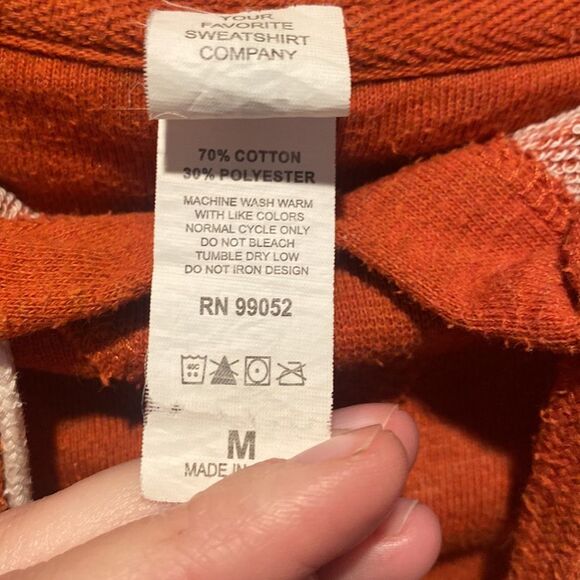 YOUR
FAVORITE
SWEATSHIRT
COMPANY
70% COTTON
30% POLYESTER
MACHINE WASH WARM
WITH LIKE COLORS
NORMAL CYCLE ONLY
DO NOT BLEACH
TUMBLE DRY LOW
DO NOT IRON DESIGN
RN 99052
40C
M
MADE IN